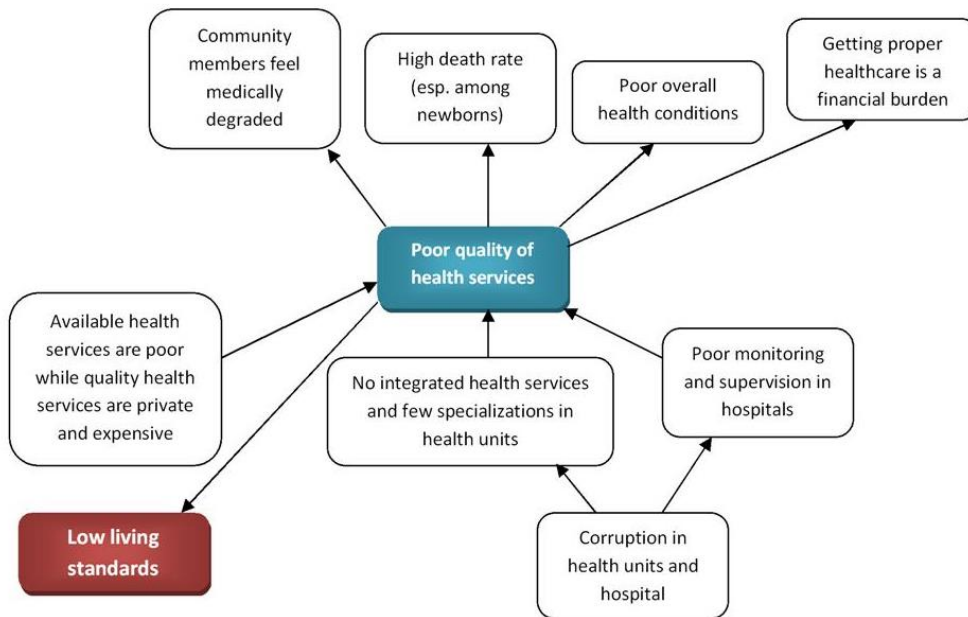 Community
members feel
medically
degraded
High death rate
(esp. among
newborns)
Poor overall
health conditions
Getting proper
healthcare is a
financial burden
Poor quality of
health services
Available health
services are poor
while quality health
services are private
and expensive
No integrated health services
and few specializations in
health units
Poor monitoring
and supervision in
hospitals
Low living
standards
Corruption in
health units and
hospital